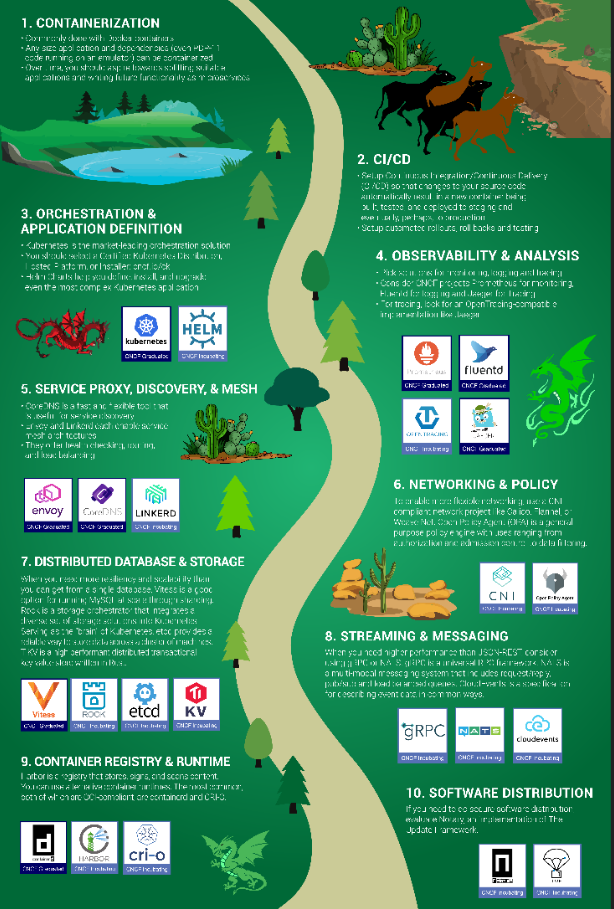 1. CONTAINERIZATION
• Commonly done with Docker containers
• Any size application and dependencies (even PDP-11
code running on an emulator) can be containerized
• Over time, you should aspire towards splitting suitable
applications and writing future functionality as microservices
2. CI/CD
• Setup Continuous Integration/Continuous Delivery
(CI/CD) so that changes to your source code
automatically result in a new container being
built, tested, and deployed to staging and
eventually, perhaps, to production
• Setup automated rollouts, roll backs and testing
3. ORCHESTRATION &
APPLICATION DEFINITION
• Kubernetes is the market-leading orchestration solution
• You should select a Certified Kubernetes Distribution,
Hosted Platform, or Installer: cncf.io/ck
• Helm Charts help you define, install, and upgrade
even the most complex Kubernetes application
kubernetes
CNCF Graduated
HELM
CNCF Incubating
4. OBSERVABILITY & ANALYSIS
• Pick solutions for monitoring, logging and tracing
• Consider CNCF projects Prometheus for monitoring,
Fluentd for logging and Jaeger for Tracing
• For tracing, look for an OpenTracing-compatible
implementation like Jaeger
Prometheus
CNCF Graduated
fluentd
CNCF Graduated
OPENTRACING
CNCF Incubating
JAEGER
CNCF Graduated
5. SERVICE PROXY, DISCOVERY, & MESH
• CoreDNS is a fast and flexible tool that
is useful for service discovery
• Envoy and Linkerd each enable service
mesh architectures
• They offer health checking, routing,
and load balancing
envoy
CNCF Graduated
CoreDNS
CNCF Graduated
LINKERD
CNCF Incubating
6. NETWORKING & POLICY
To enable more flexible networking, use a CNI-
compliant network project like Calico, Flannel, or
Weave Net. Open Policy Agent (OPA) is a general-
purpose policy engine with uses ranging from
authorization and admission control to data filtering.
CNI
CNCF Incubating
Open Policy Agent
CNCF Incubating
7. DISTRIBUTED DATABASE & STORAGE
When you need more resiliency and scalability than
you can get from a single database, Vitess is a good
option for running MySQL at scale through sharding.
Rook is a storage orchestrator that integrates a
diverse set of storage solutions into Kubernetes.
Serving as the "brain" of Kubernetes, etcd provides a
reliable way to store data across a cluster of machines.
TiKV is a high performant distributed transactional
key-value store written in Rust.
Vitess
CNCF Graduated
ROOK
CNCF Incubating
etcd
CNCF Incubating
KV
CNCF Incubating
8. STREAMING & MESSAGING
When you need higher performance than JSON-REST, consider
using gRPC or NATS. gRPC is a universal RPC framework. NATS is
a multi-modal messaging system that includes request/reply,
pub/sub and load balanced queues. CloudEvents is a specification
for describing event data in common ways.
gRPC
CNCF Incubating
NATS
CNCF Incubating
cloudevents
CNCF Incubating
9. CONTAINER REGISTRY & RUNTIME
Harbor is a registry that stores, signs, and scans content.
You can use alternative container runtimes. The most common,
both of which are OCI-compliant, are containerd and CRI-O.
containerd
CNCF Graduated
HARBOR
CNCF Incubating
cri-o
CNCF Incubating
10. SOFTWARE DISTRIBUTION
If you need to do secure software distribution,
evaluate Notary, an implementation of The
Update Framework.
CNCF Incubating
CNCF Incubating